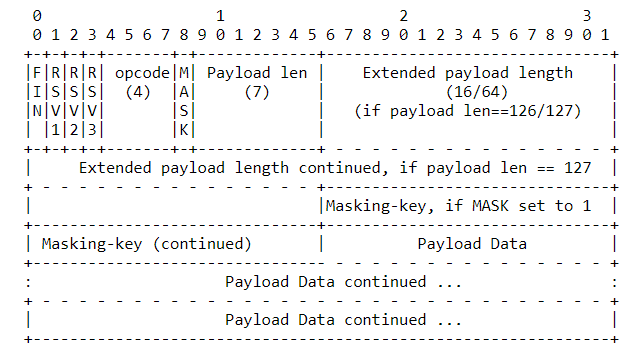 0                   1                   2                   3
 0 1 2 3 4 5 6 7 8 9 0 1 2 3 4 5 6 7 8 9 0 1 2 3 4 5 6 7 8 9 0 1
+-+-+-+-+-------+-+-------------+-------------------------------+
|F|R|R|R| opcode|M| Payload len |    Extended payload length    |
|I|S|S|S|  (4)  |A|     (7)     |             (16/64)           |
|N|V|V|V|       |S|             |   (if payload len==126/127)   |
| |1|2|3|       |K|             |                               |
+-+-+-+-+-------+-+-------------+ - - - - - - - - - - - - - - - +
|     Extended payload length continued, if payload len == 127  |
+ - - - - - - - - - - - - - - - +-------------------------------+
|                               |Masking-key, if MASK set to 1  |
+-------------------------------+-------------------------------+
| Masking-key (continued)       |          Payload Data         |
+-------------------------------- - - - - - - - - - - - - - - - +
:                     Payload Data continued ...                :
+ - - - - - - - - - - - - - - - - - - - - - - - - - - - - - - - +
|                     Payload Data continued ...                |
+---------------------------------------------------------------+